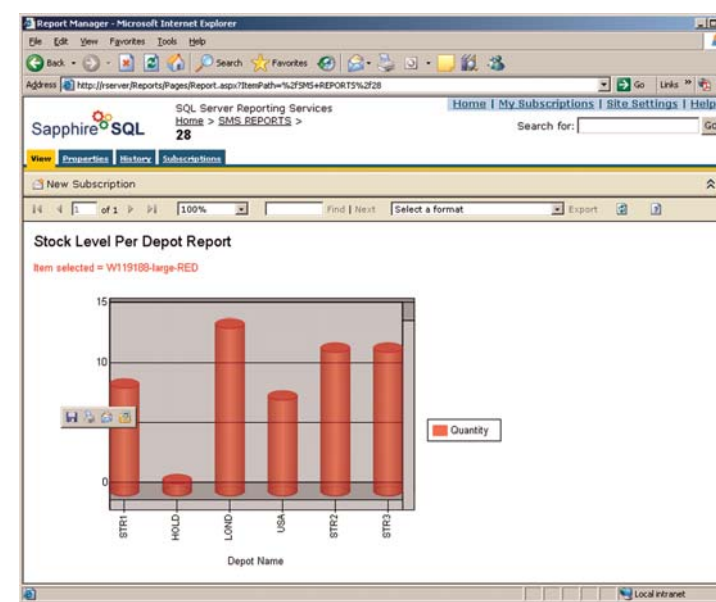 Report Manager - Microsoft Internet Explorer
File Edit View Favorites Tools Help
Back Search Favorites
Address http://jrserver/Reports/Pages/Report.aspx?ItemPath=%2fSMS+REPORTS%2f28 Go Links »
Sapphire SQL
SQL Server Reporting Services
Home > SMS REPORTS >
28
Home | My Subscriptions | Site Settings | Help
Search for: Go
View Properties History Subscriptions
New Subscription
1 of 1 100% Find | Next Select a format Export
Stock Level Per Depot Report
Item selected = W119188-large-RED
15
10
0
STR1 HOLD LOND USA STR2 STR3
Depot Name
Quantity
Local intranet